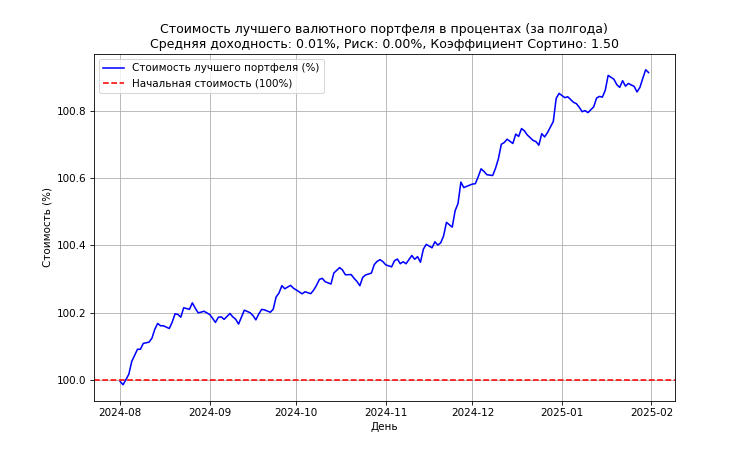 Стоимость лучшего валютного портфеля в процентах (за полгода)
Средняя доходность: 0.01%, Риск: 0.00%, Коэффициент Сортино: 1.50
Стоимость лучшего портфеля (%)
Начальная стоимость (100%)
Стоимость (%)
100.8
100.6
100.4
100.2
100.0
2024-08 2024-09 2024-10 2024-11 2024-12 2025-01 2025-02
День